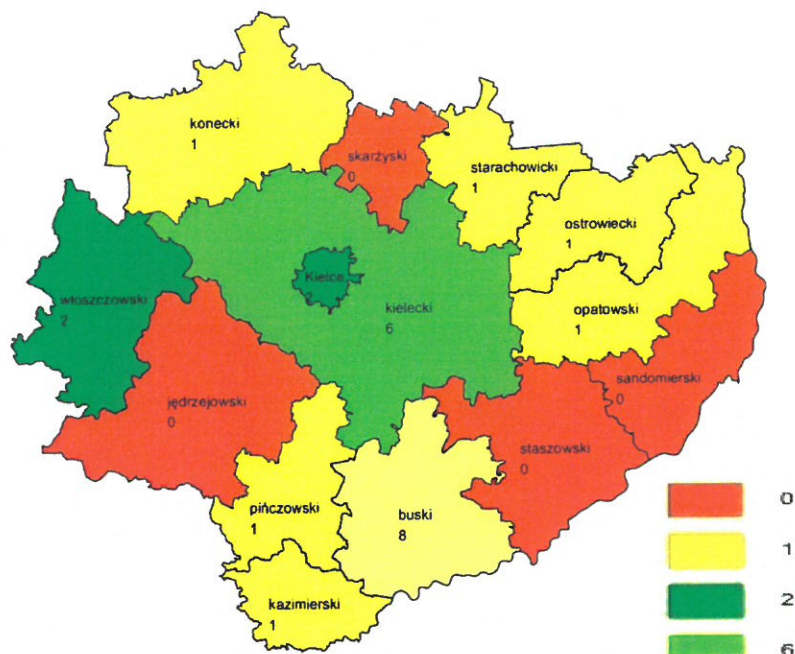 konecki
1
skarżyski
0
starachowicki
1
ostrowiecki
1
włoszczowski
2
Kielce
2
kielecki
6
opatowski
1
sandomierski
0
jędrzejowski
0
staszowski
0
pińczowski
1
buski
8
kazimierski
1
0
1
2
6